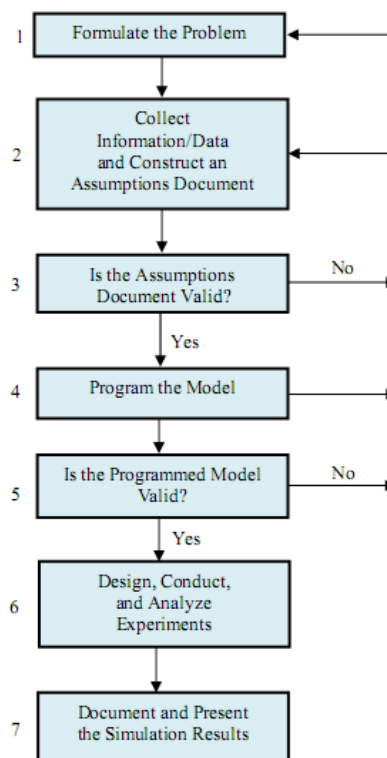 1
Formulate the Problem
2
Collect
Information/Data
and Construct an
Assumptions Document
3
Is the Assumptions
Document Valid?
No
Yes
4
Program the Model
5
Is the Programmed Model
Valid?
No
Yes
6
Design, Conduct,
and Analyze
Experiments
7
Document and Present
the Simulation Results